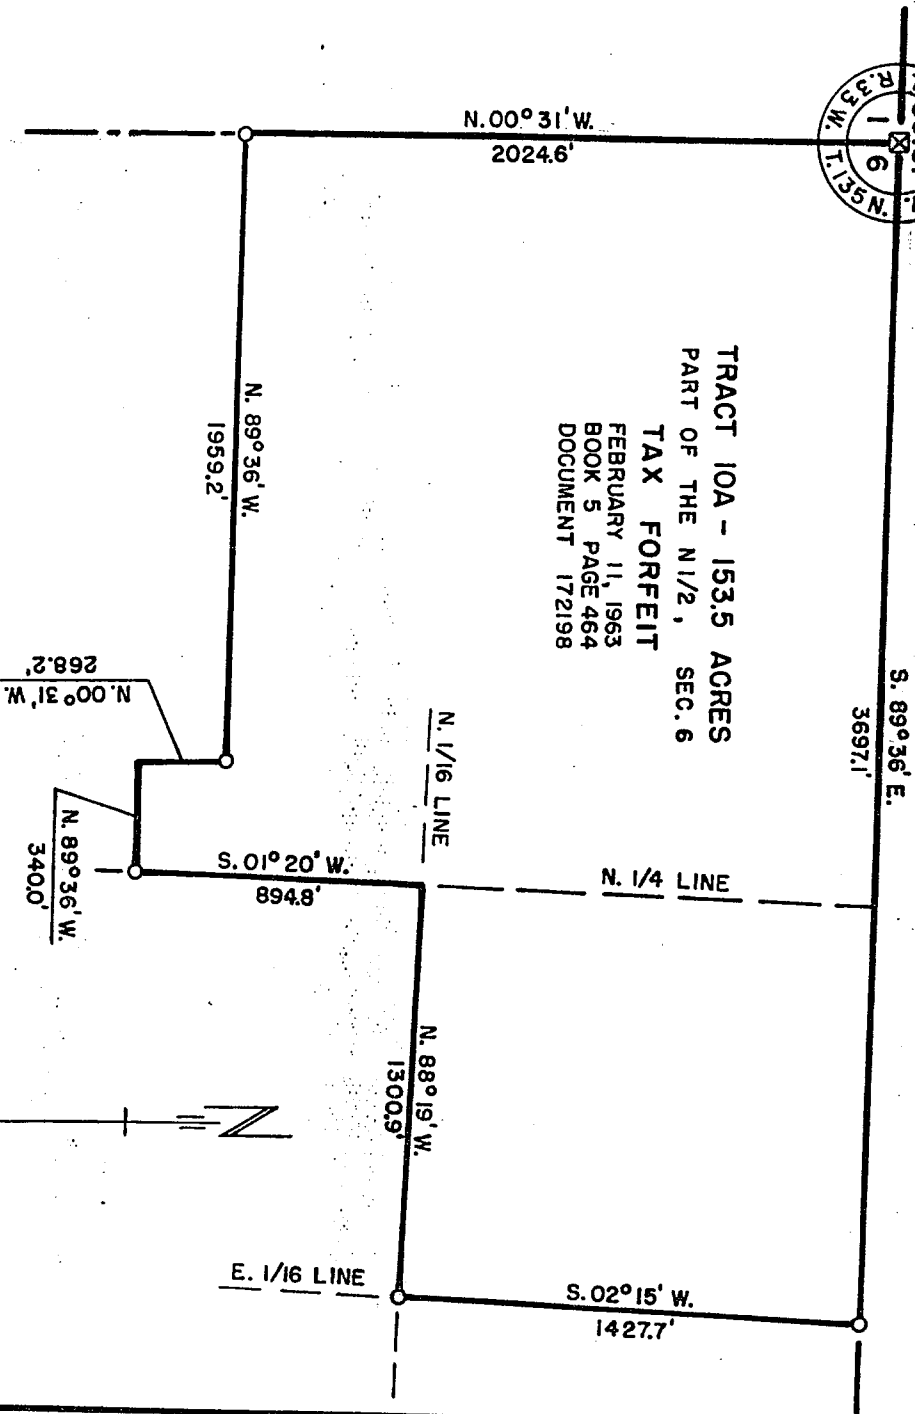 R. 33 W.
T. 135 N.
1
6
N. 00° 31' W.
2024.6'
S. 89° 36' E.
3697.1'
TRACT 10A - 153.5 ACRES
PART OF THE N 1/2, SEC. 6
TAX FORFEIT
FEBRUARY 11, 1963
BOOK 5 PAGE 464
DOCUMENT 172198
N. 89° 36' W.
1959.2'
N. 00° 31' W.
268.2'
N. 89° 36' W.
340.0'
S. 01° 20' W.
894.8'
N. 1/16 LINE
N. 1/4 LINE
N. 88° 19' W.
1300.9'
N
E. 1/16 LINE
S. 02° 15' W.
1427.7'